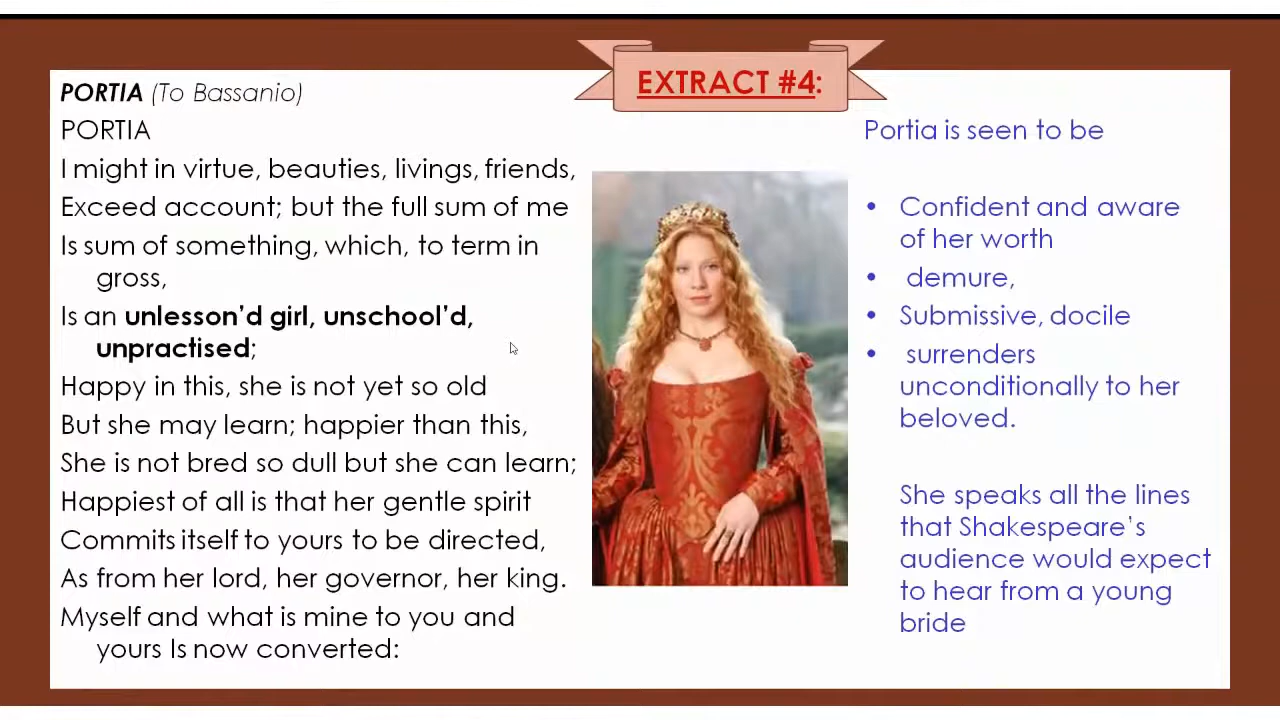 EXTRACT #4:
PORTIA (To Bassanio)
PORTIA
I might in virtue, beauties, livings, friends,
Exceed account; but the full sum of me
Is sum of something, which, to term in
gross,
Is an unlesson’d girl, unschool’d,
unpractised;
Happy in this, she is not yet so old
But she may learn; happier than this,
She is not bred so dull but she can learn;
Happiest of all is that her gentle spirit
Commits itself to yours to be directed,
As from her lord, her governor, her king.
Myself and what is mine to you and
yours Is now converted:
Portia is seen to be
• Confident and aware
of her worth
• demure,
• Submissive, docile
• surrenders
unconditionally to her
beloved.
She speaks all the lines
that Shakespeare’s
audience would expect
to hear from a young
bride